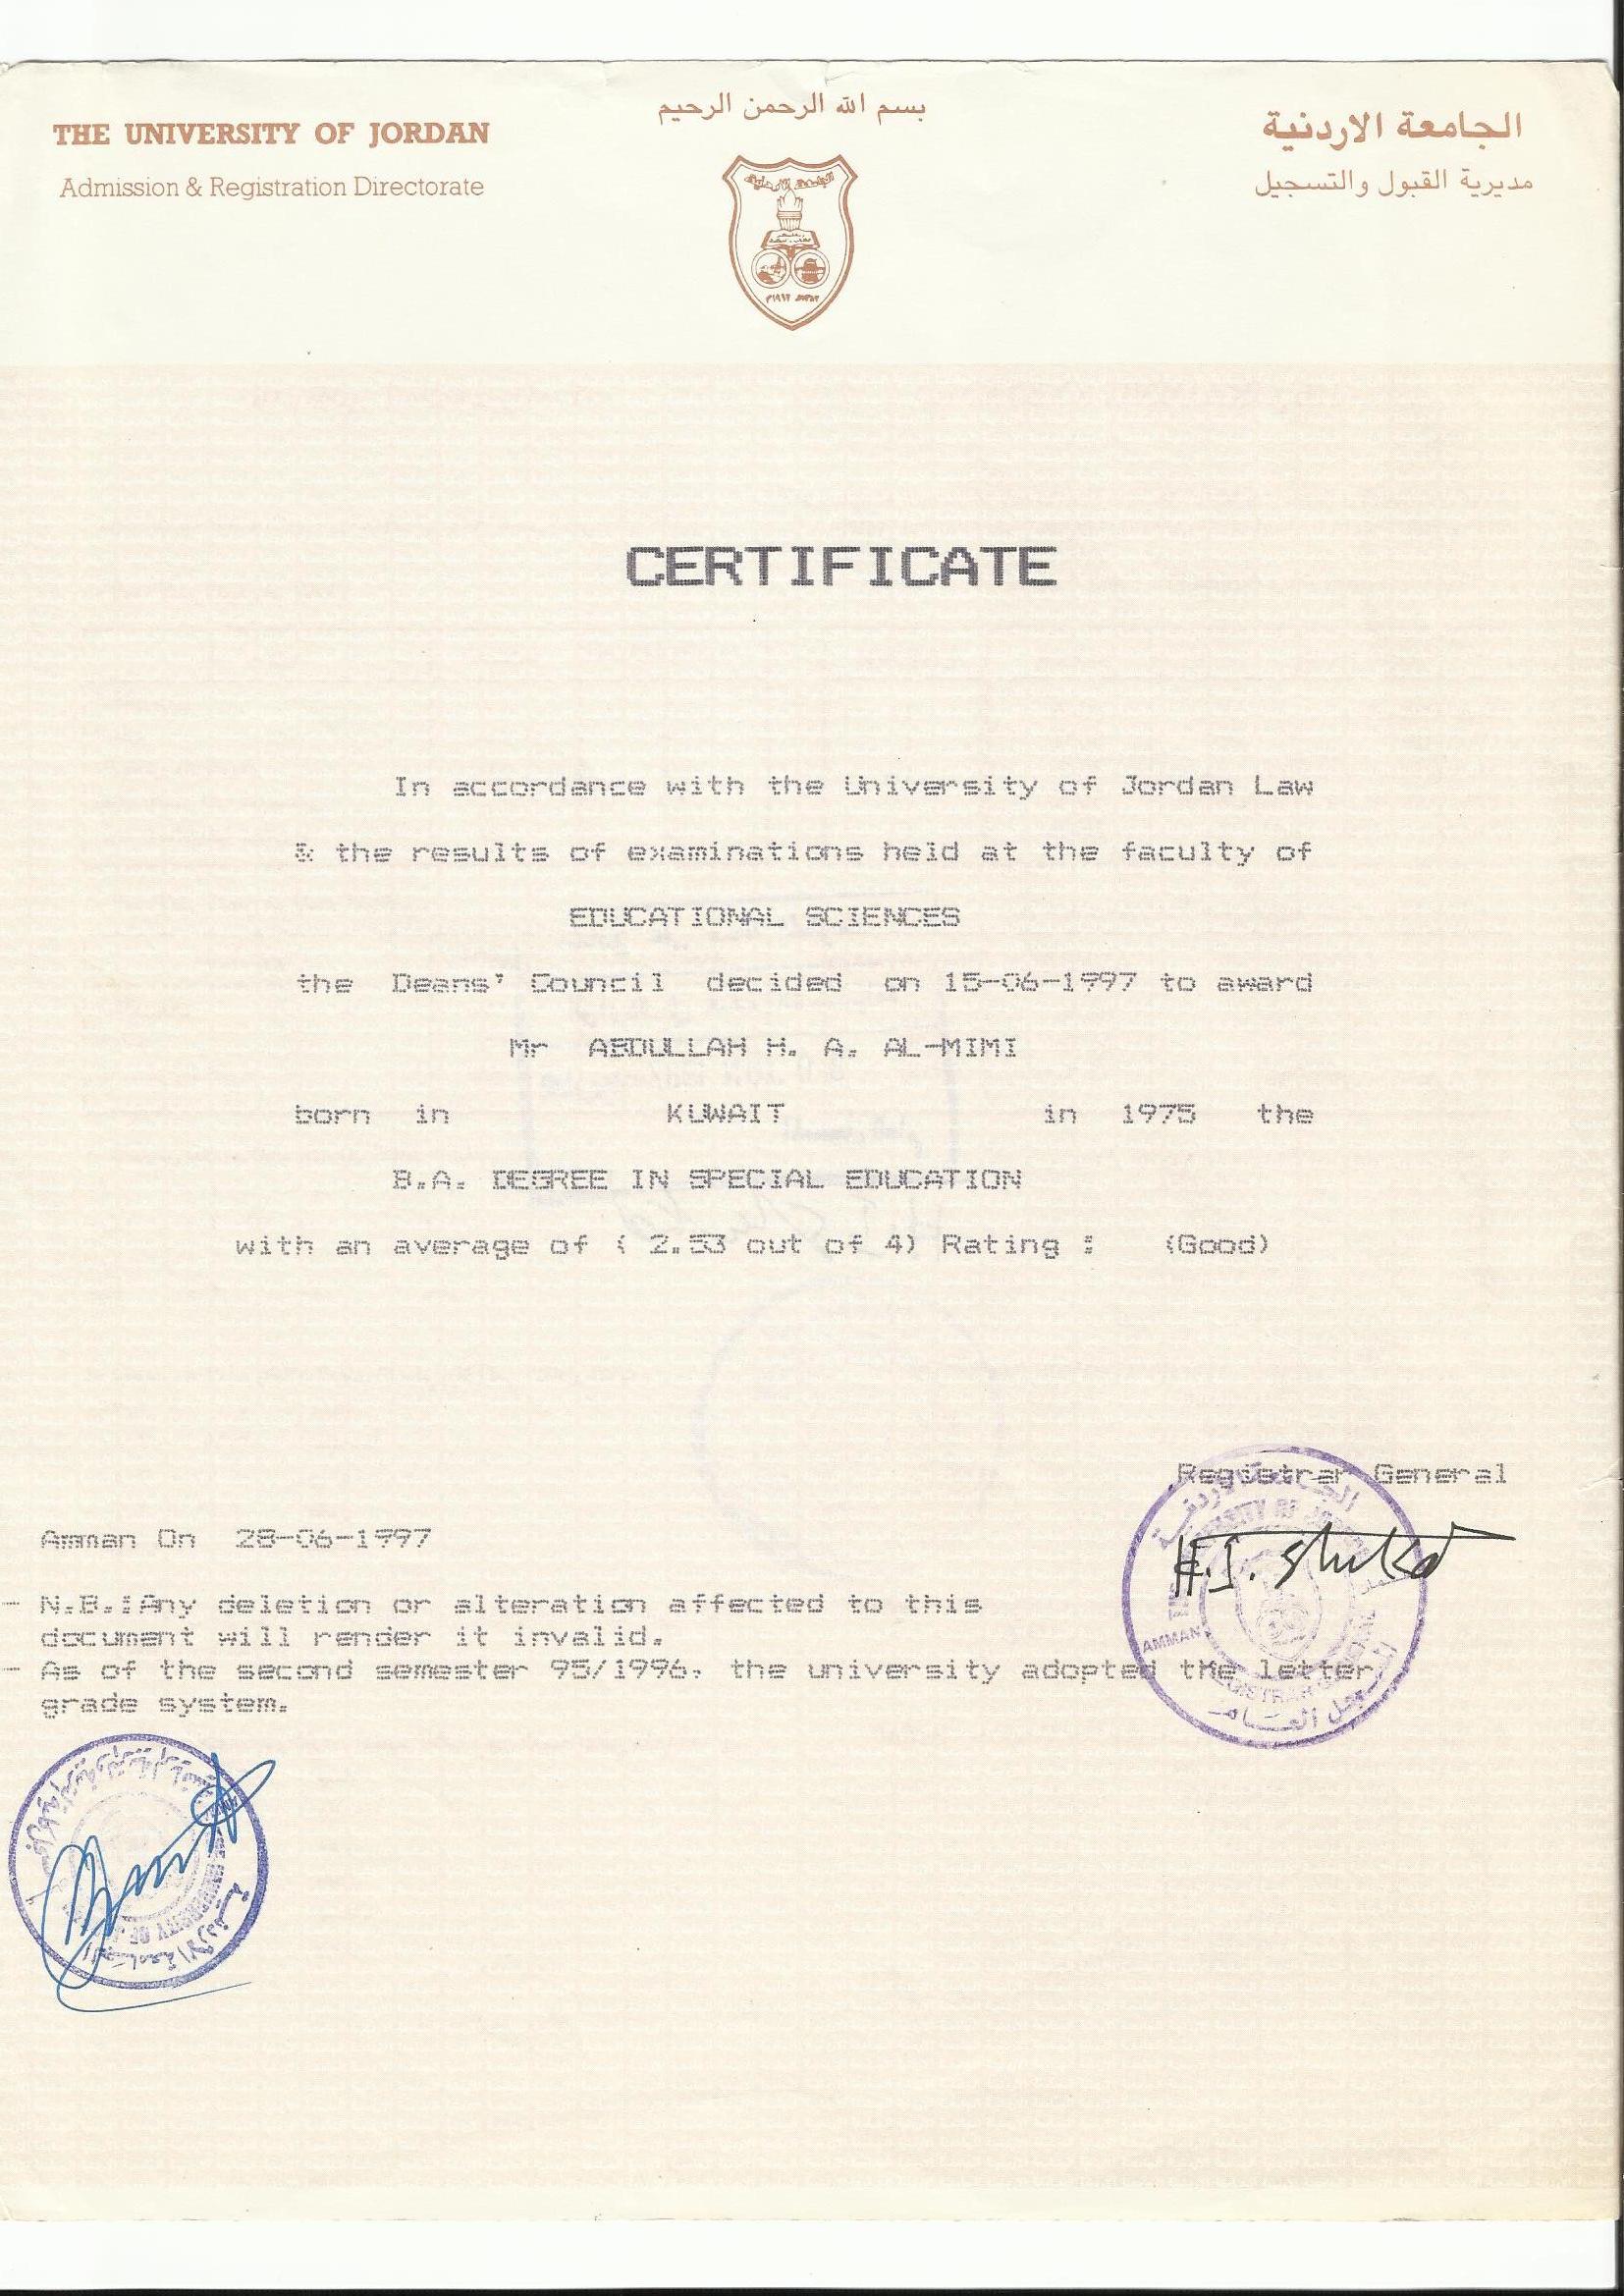 بسم الله الرحمن الرحيم
THE UNIVERSITY OF JORDAN
الجامعة الاردنية
Admission & Registration Directorate
مديرية القبول والتسجيل
CERTIFICATE
In accordance with the University of Jordan Law
& the results of examinations held at the faculty of
EDUCATIONAL SCIENCES
the Deans' Council decided on 15-06-1997 to award
Mr ABDULLAH H. A. AL-MIMI
born in KUWAIT in 1975 the
B.A. DEGREE IN SPECIAL EDUCATION
with an average of ( 2.53 out of 4) Rating : (Good)
Registrar General
Amman On 28-06-1997
- N.B.:Any deletion or alteration affected to this
document will render it invalid.
- As of the second semester 95/1996, the university adopted the letter
grade system.
AMMAN